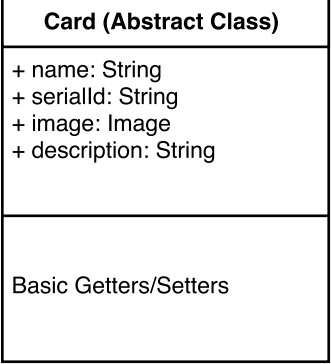 Card (Abstract Class)
+ name: String
+ serialId: String
+ image: Image
+ description: String
Basic Getters/Setters